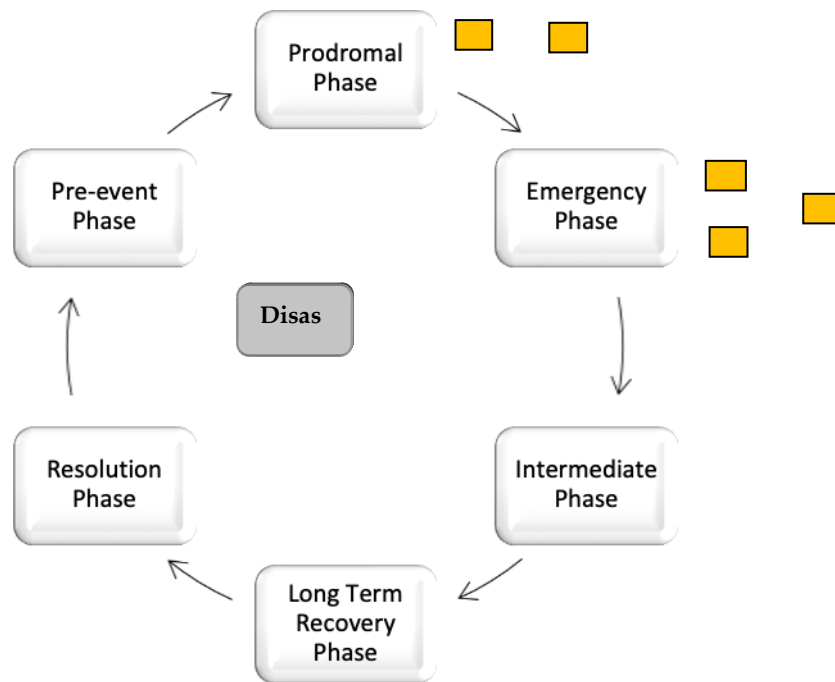 Prodromal
Phase
Pre-event
Phase
Emergency
Phase
Disas
Resolution
Phase
Intermediate
Phase
Long Term
Recovery
Phase